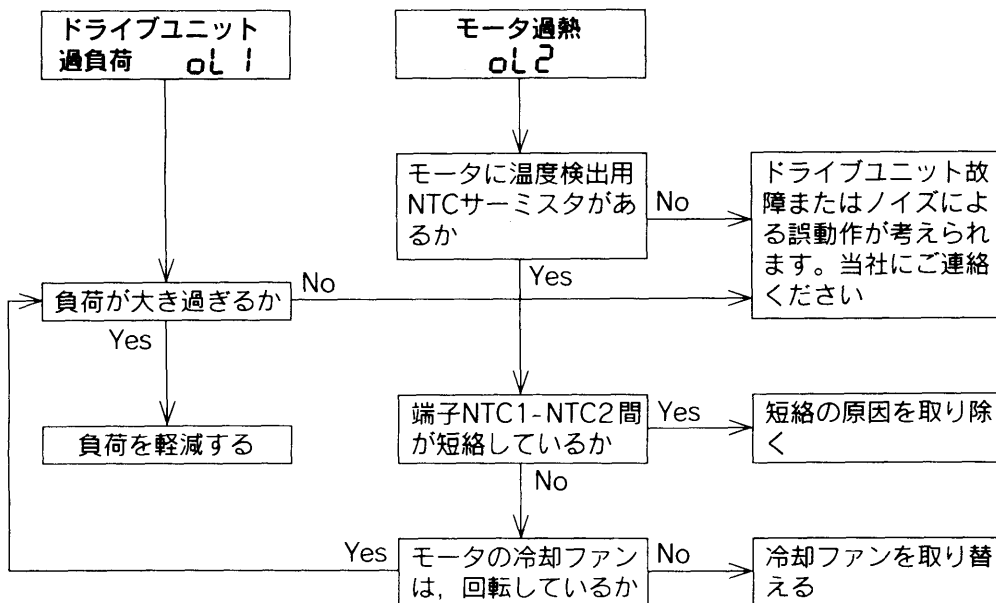 ドライブユニット
過負荷 oL1
モータ過熱
oL2
モータに温度検出用
NTCサーミスタがあ
るか
No
ドライブユニット故
障またはノイズによ
る誤動作が考えられ
ます。当社にご連絡
ください
Yes
負荷が大き過ぎるか
No
Yes
負荷を軽減する
端子NTC1-NTC2間
が短絡しているか
Yes
短絡の原因を取り除
く
No
Yes
モータの冷却ファン
は，回転しているか
No
冷却ファンを取り替
える